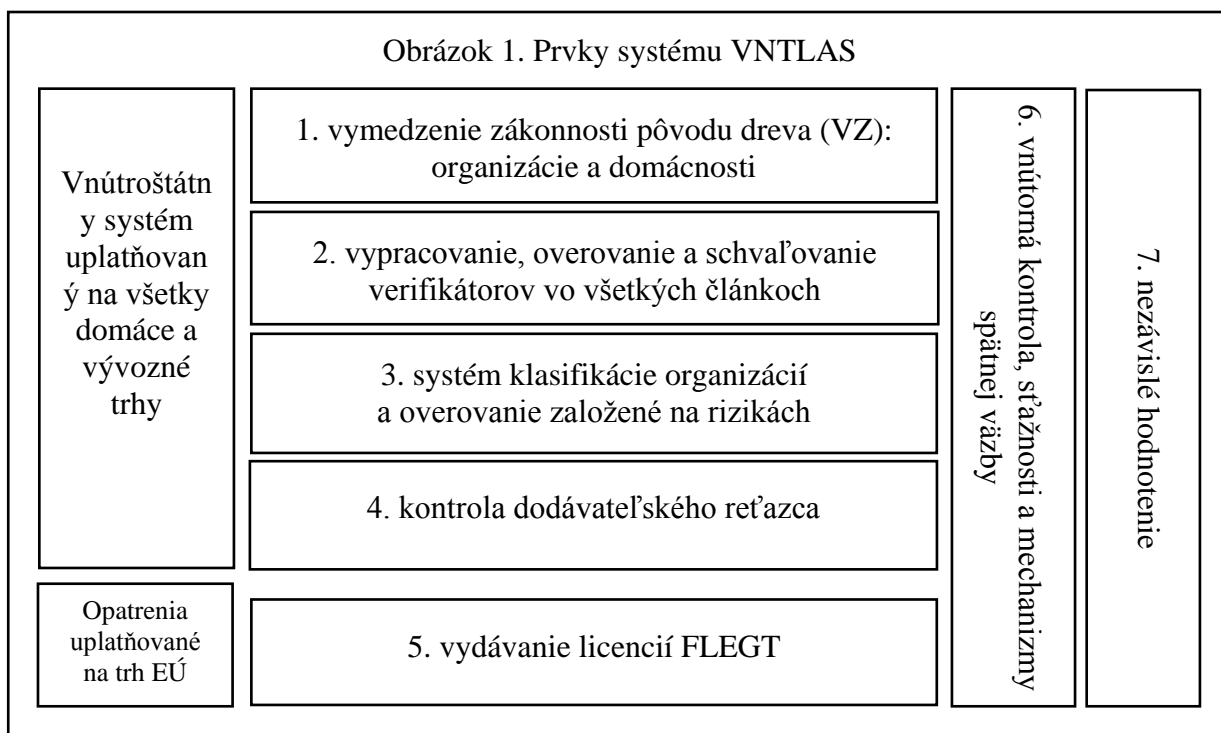 Obrázok 1. Prvky systému VNTLAS
Vnútroštátn
y systém
uplatňovan
ý na všetky
domáce a
vývozné
trhy
1. vymedzenie zákonnosti pôvodu dreva (VZ):
organizácie a domácnosti
2. vypracovanie, overovanie a schvaľovanie
verifikátorov vo všetkých článkoch
3. systém klasifikácie organizácií
a overovanie založené na rizikách
4. kontrola dodávateľského reťazca
Opatrenia
uplatňované
na trh EÚ
5. vydávanie licencií FLEGT
6. vnútorná kontrola, sťažnosti a mechanizmy
spätnej väzby
7. nezávislé hodnotenie